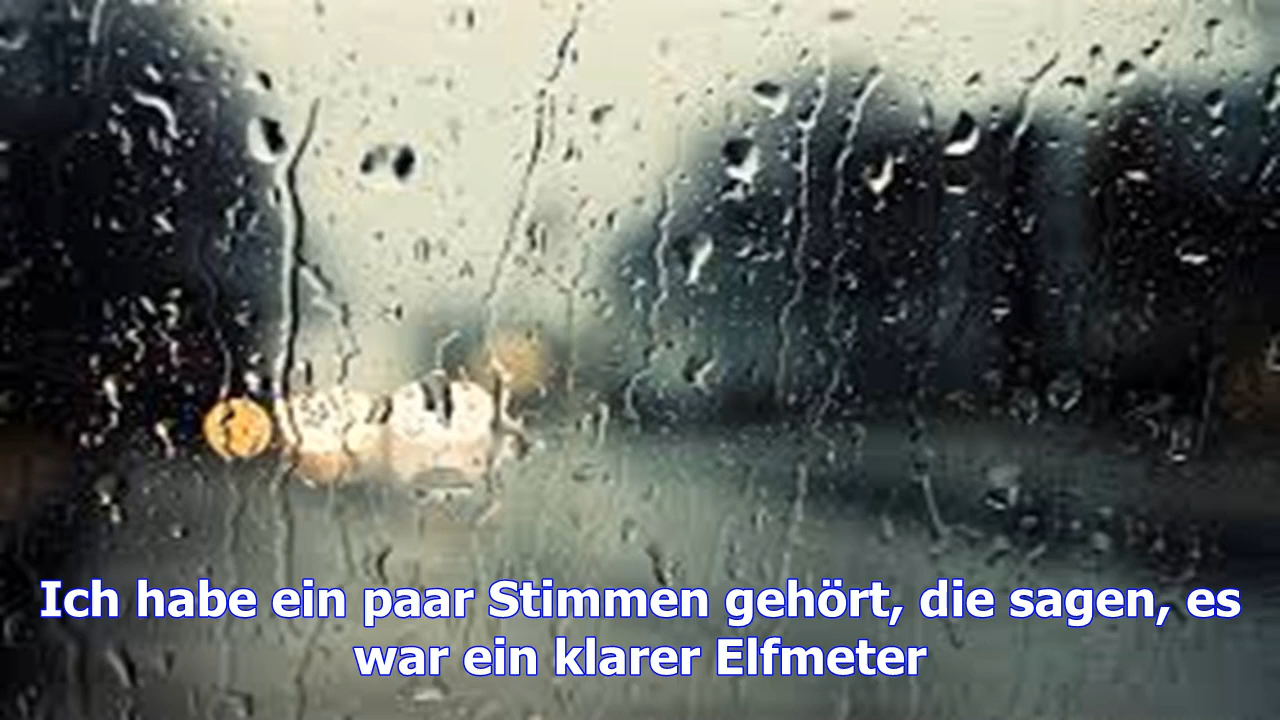 Ich habe ein paar Stimmen gehört, die sagen, es
war ein klarer Elfmeter